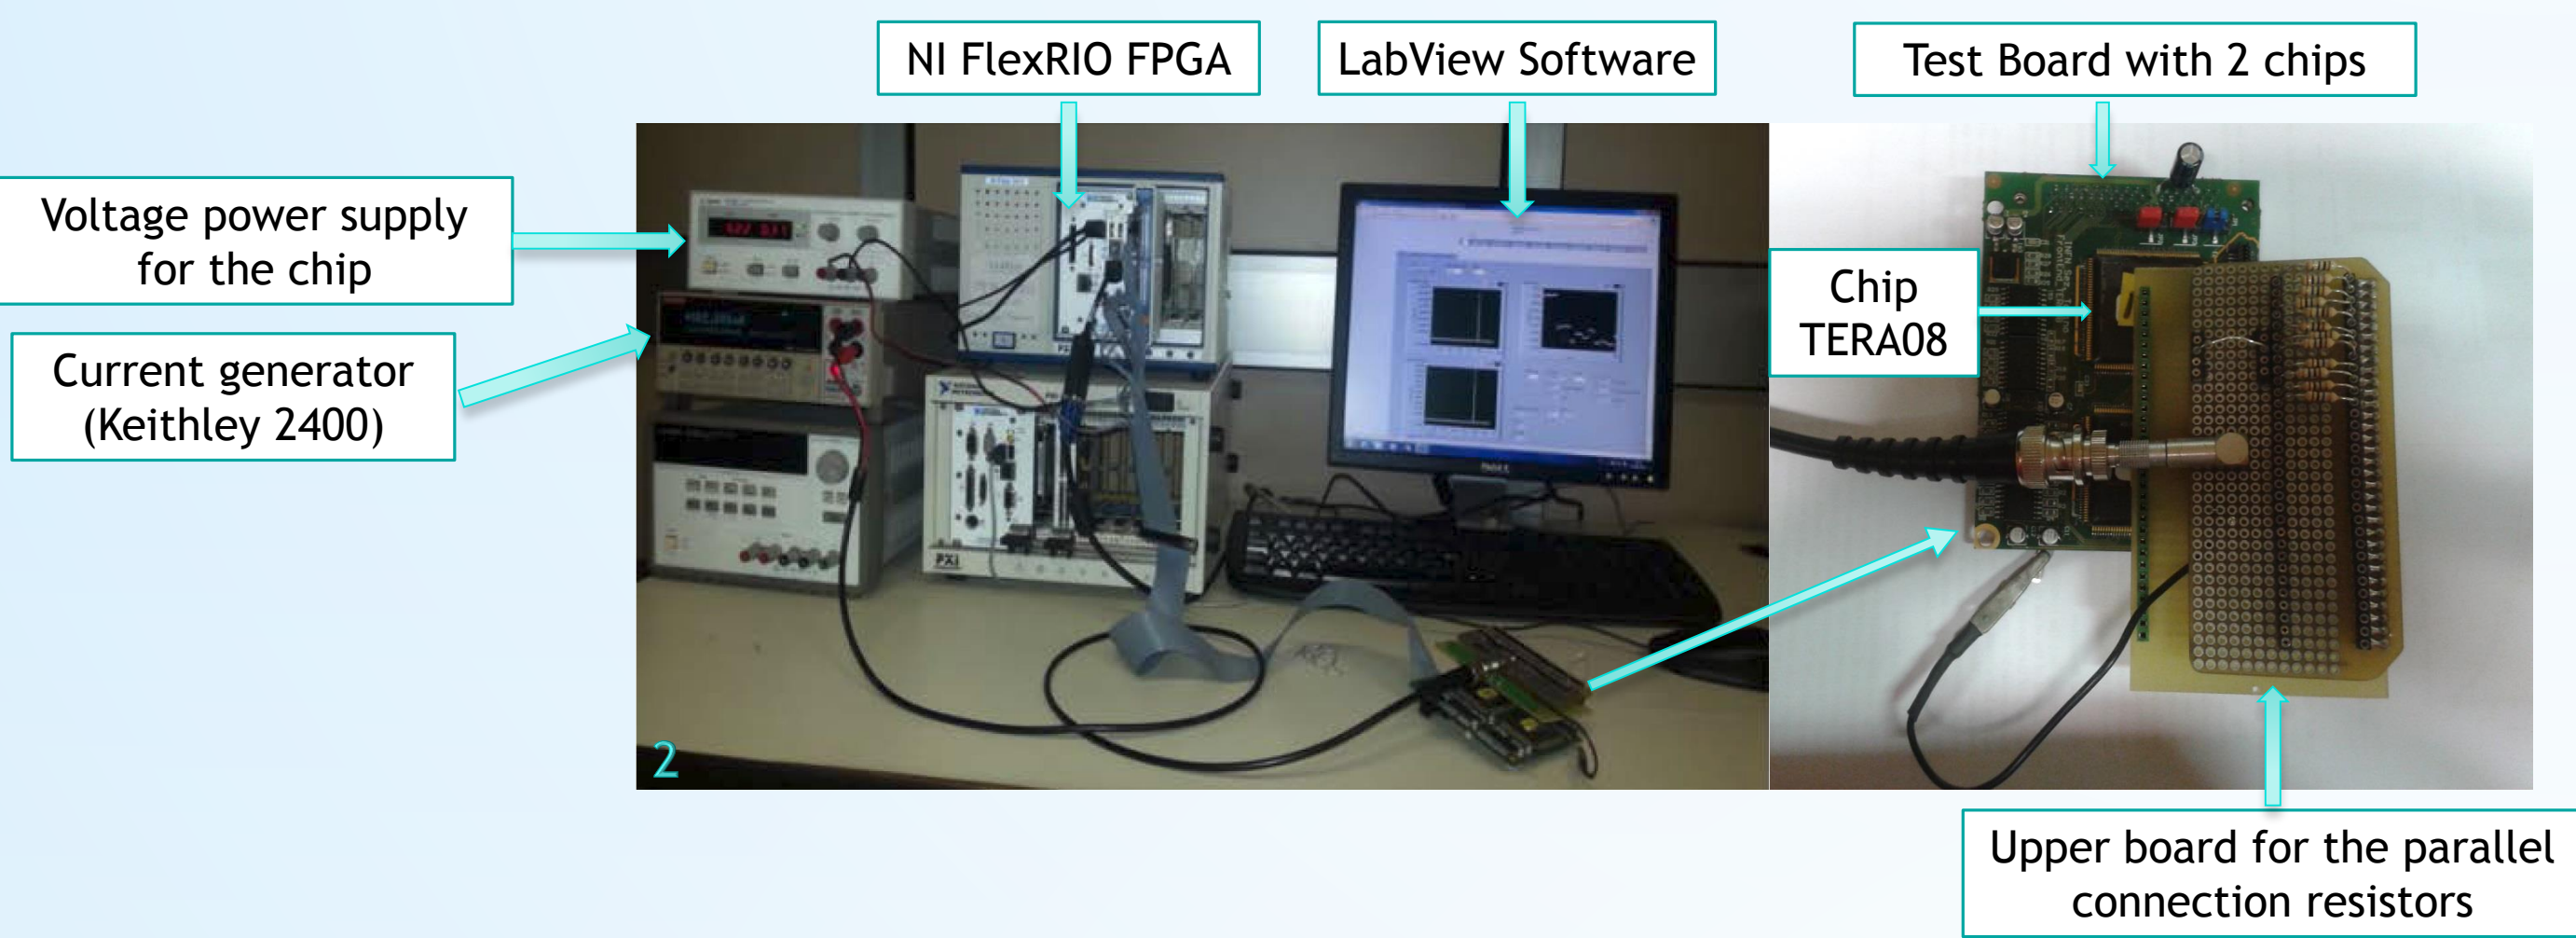 NI FlexRIO FPGA
LabView Software
Test Board with 2 chips
Voltage power supply
for the chip
Current generator
(Keithley 2400)
Chip
TERA08
PXI
2
Upper board for the parallel
connection resistors